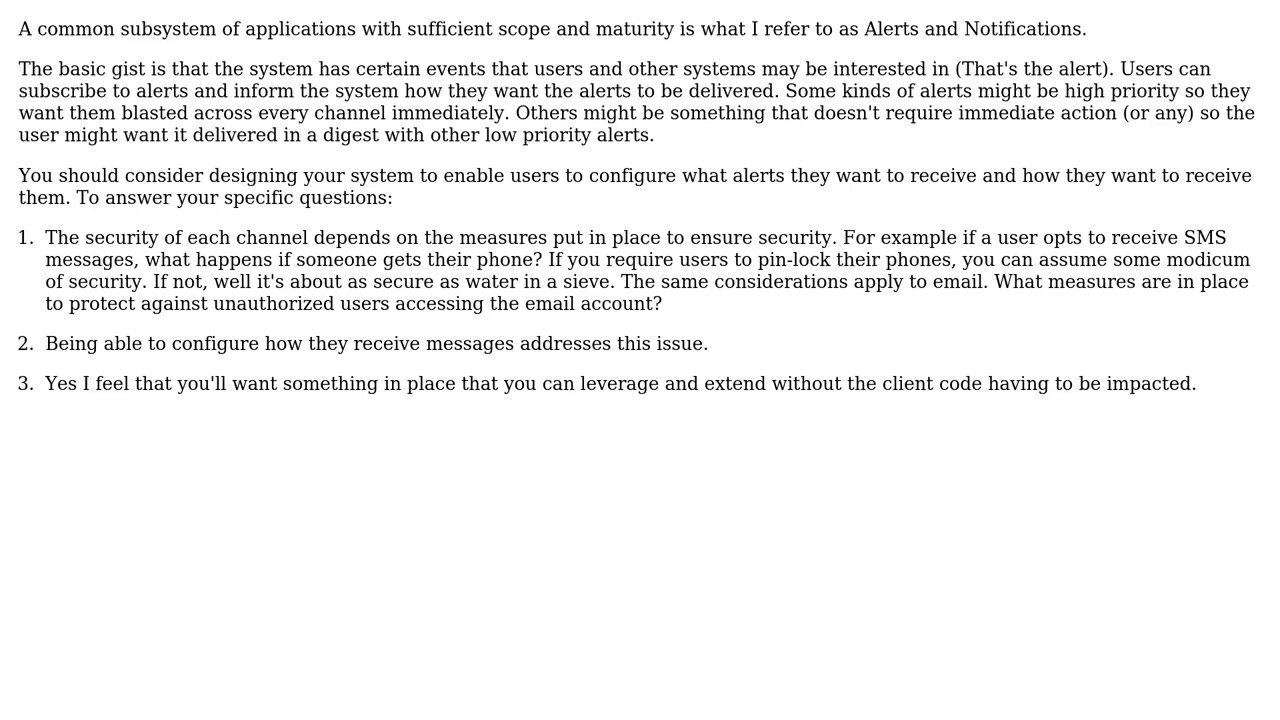 A common subsystem of applications with sufficient scope and maturity is what I refer to as Alerts and Notifications.
The basic gist is that the system has certain events that users and other systems may be interested in (That's the alert). Users can
subscribe to alerts and inform the system how they want the alerts to be delivered. Some kinds of alerts might be high priority so they
want them blasted across every channel immediately. Others might be something that doesn't require immediate action (or any) so the
user might want it delivered in a digest with other low priority alerts.
You should consider designing your system to enable users to configure what alerts they want to receive and how they want to receive
them. To answer your specific questions:
1. The security of each channel depends on the measures put in place to ensure security. For example if a user opts to receive SMS
messages, what happens if someone gets their phone? If you require users to pin-lock their phones, you can assume some modicum
of security. If not, well it's about as secure as water in a sieve. The same considerations apply to email. What measures are in place
to protect against unauthorized users accessing the email account?
2. Being able to configure how they receive messages addresses this issue.
3. Yes I feel that you'll want something in place that you can leverage and extend without the client code having to be impacted.